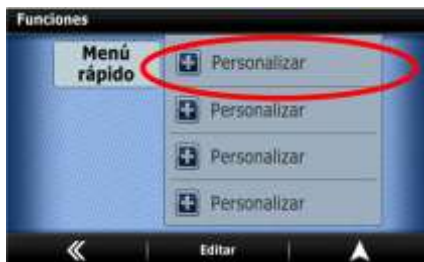 Funciones
Menú
rápido
Personalizar
Personalizar
Personalizar
Personalizar
Editar